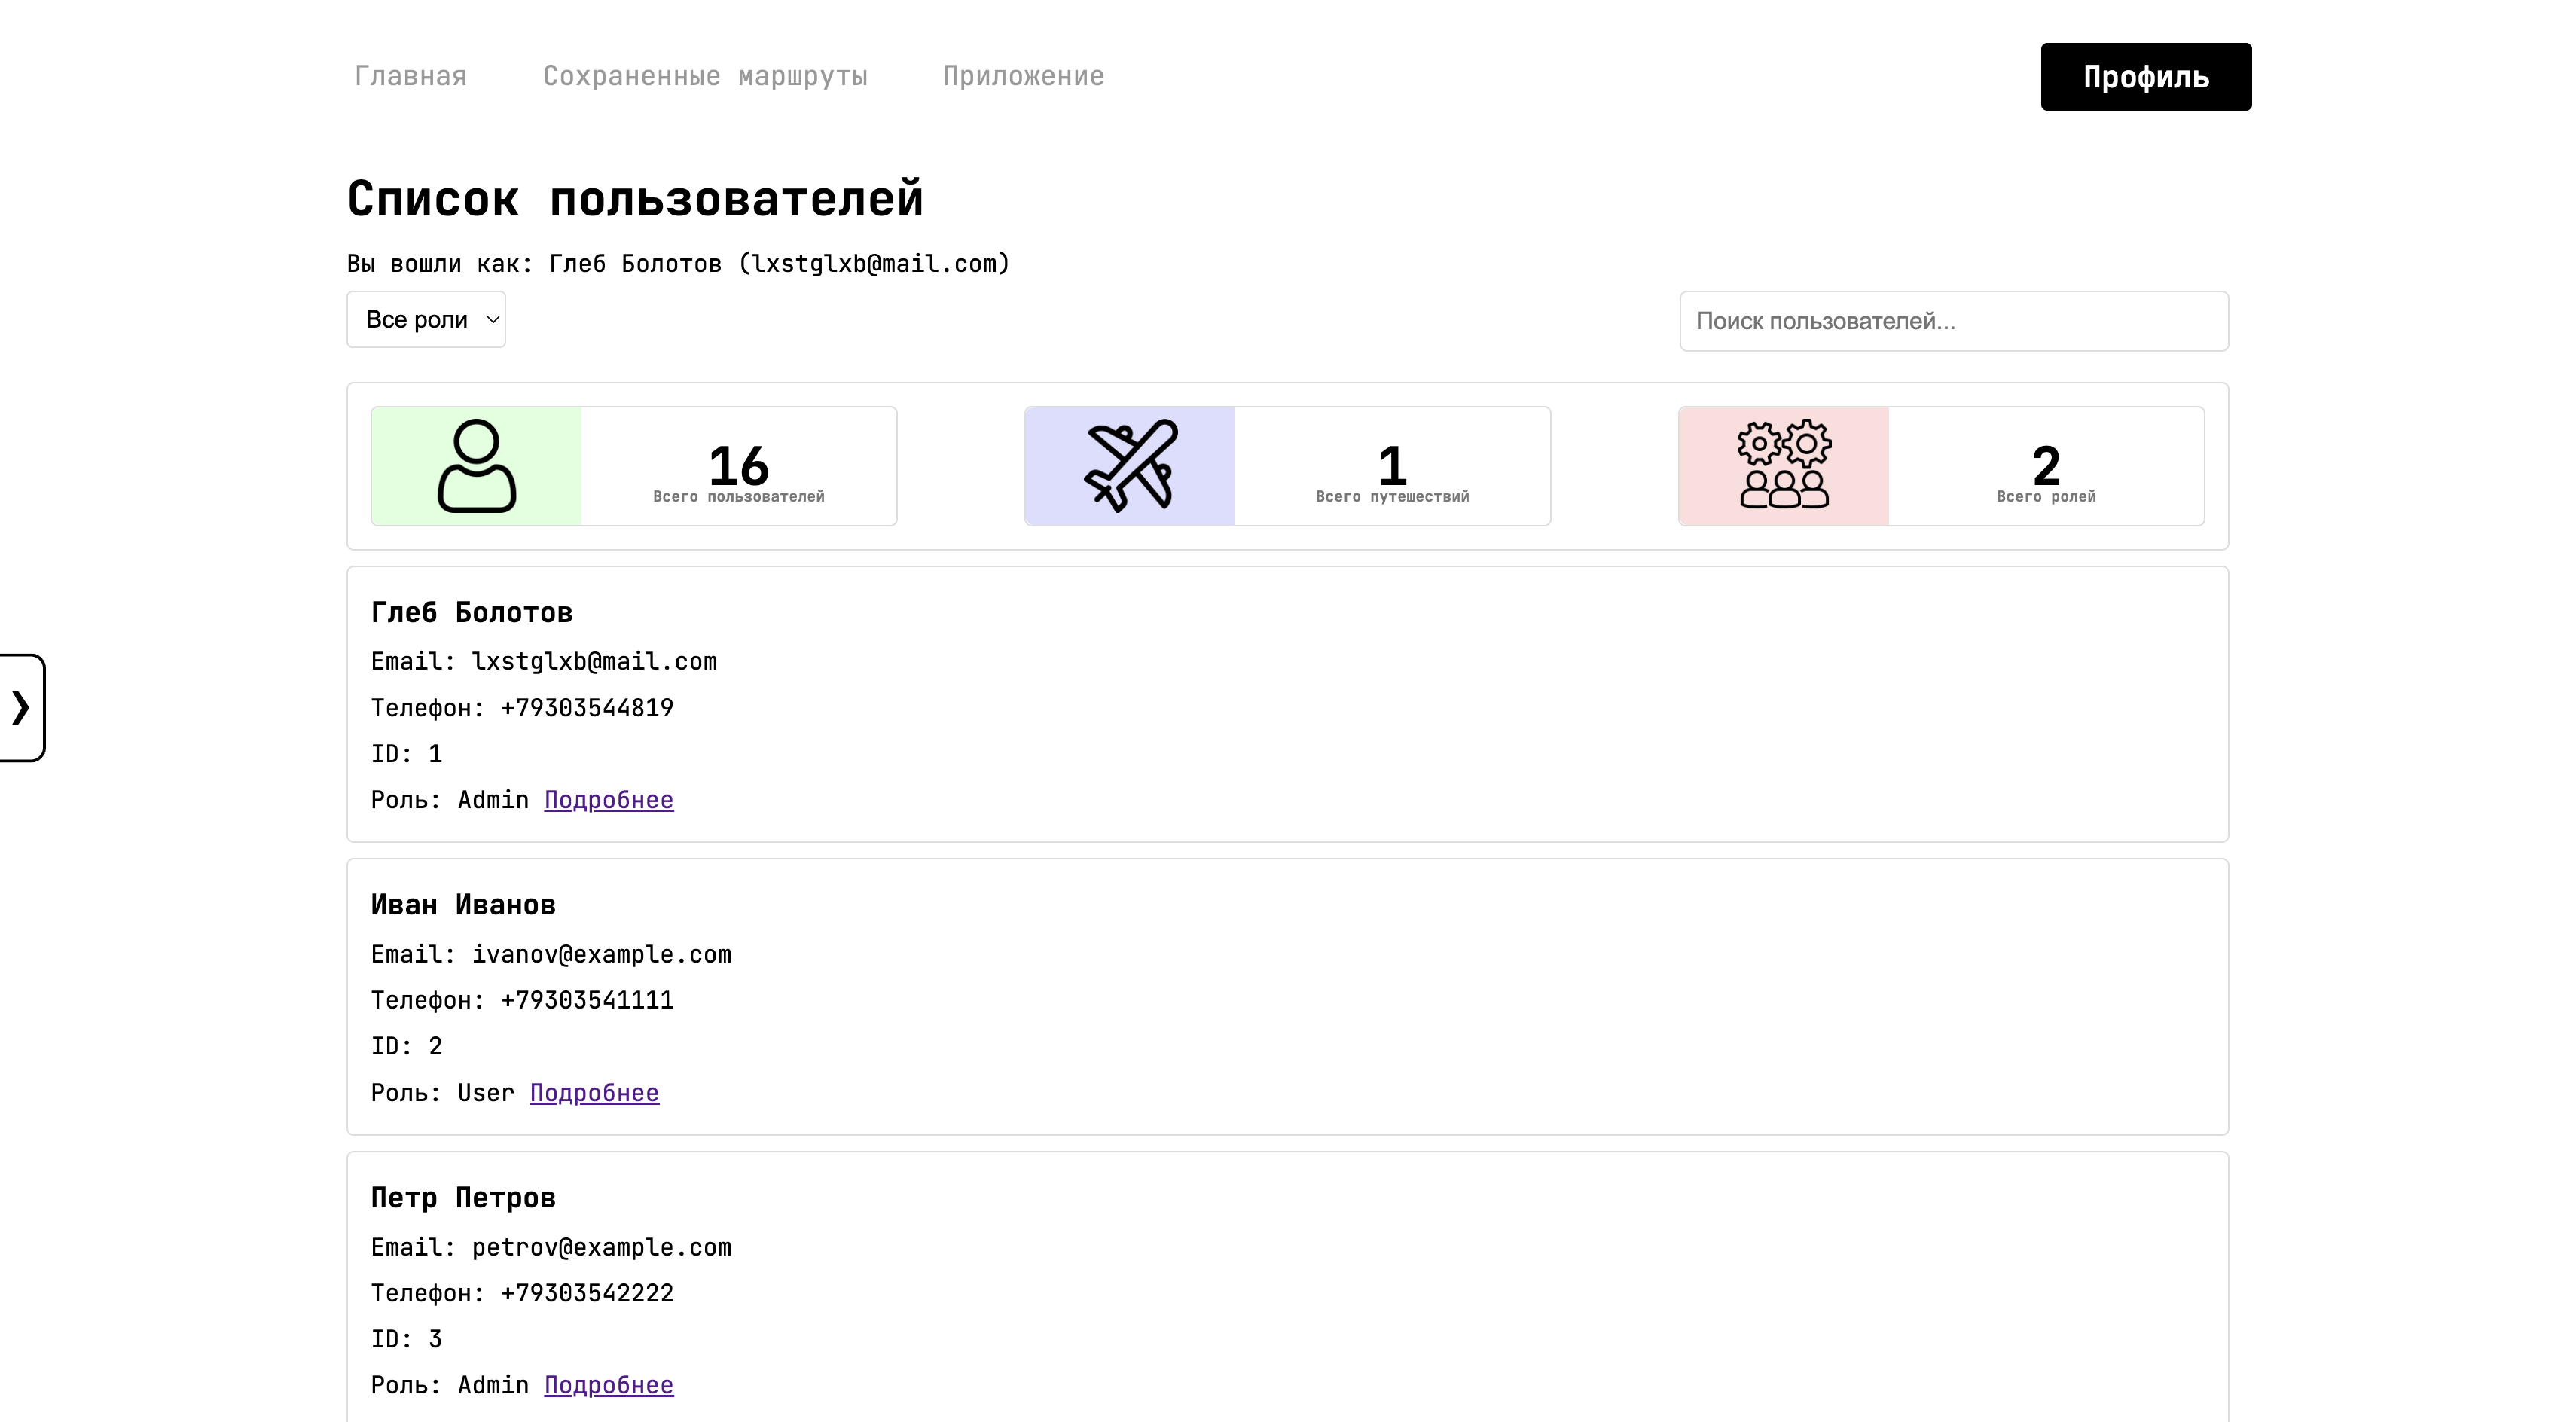 Главная Сохраненные маршруты Приложение Профиль
Список пользователей
Вы вошли как: Глеб Болотов (lxstglxb@mail.com)
Все роли Поиск пользователей...
16 1 2
Всего пользователей Всего путешествий Всего ролей
Глеб Болотов
Email: lxstglxb@mail.com
Телефон: +79303544819
ID: 1
Роль: Admin Подробнее
Иван Иванов
Email: ivanov@example.com
Телефон: +79303541111
ID: 2
Роль: User Подробнее
Петр Петров
Email: petrov@example.com
Телефон: +79303542222
ID: 3
Роль: Admin Подробнее